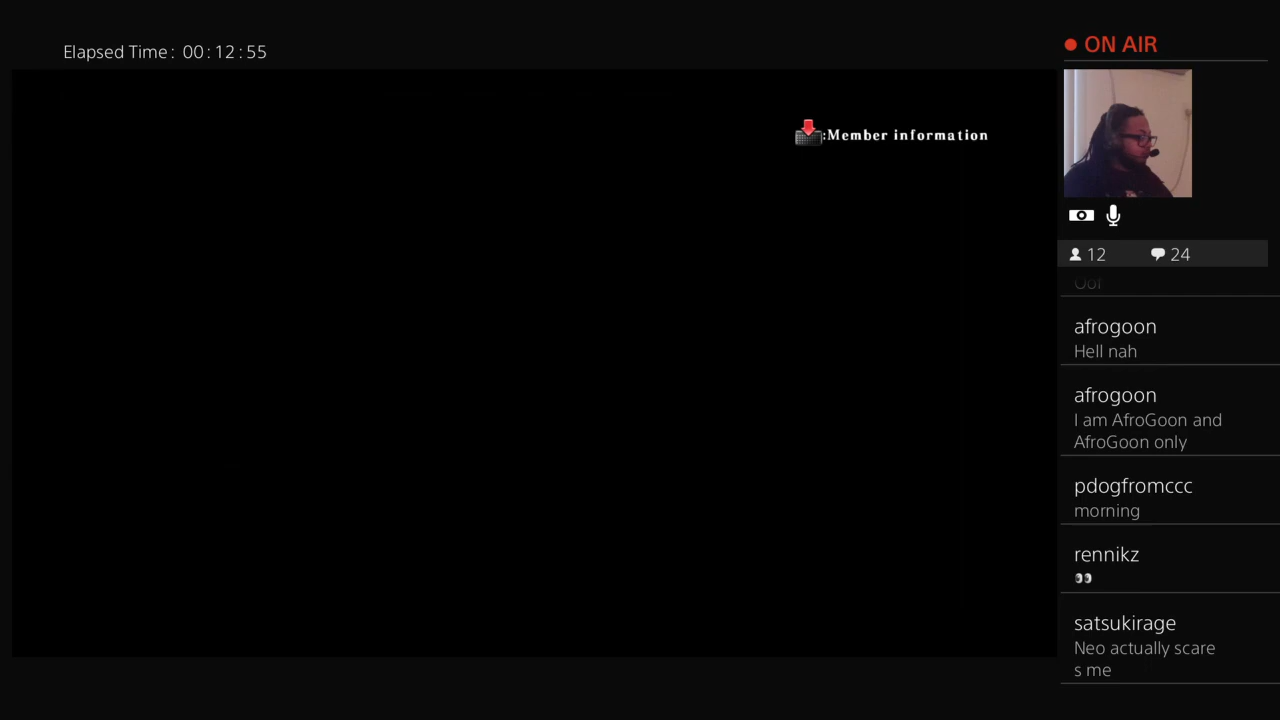 Elapsed Time: 00:12:55
ON AIR
:Member information
12 24
Oof
afrogoon
Hell nah
afrogoon
I am AfroGoon and
AfroGoon only
pdogfromccc
morning
rennikz
👀
satsukirage
Neo actually scare
s me